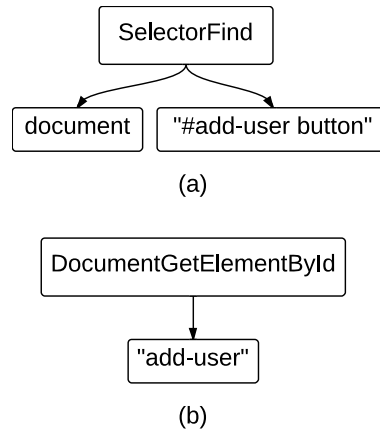 SelectorFind
document
"#add-user button"
(a)
DocumentGetElementById
"add-user"
(b)